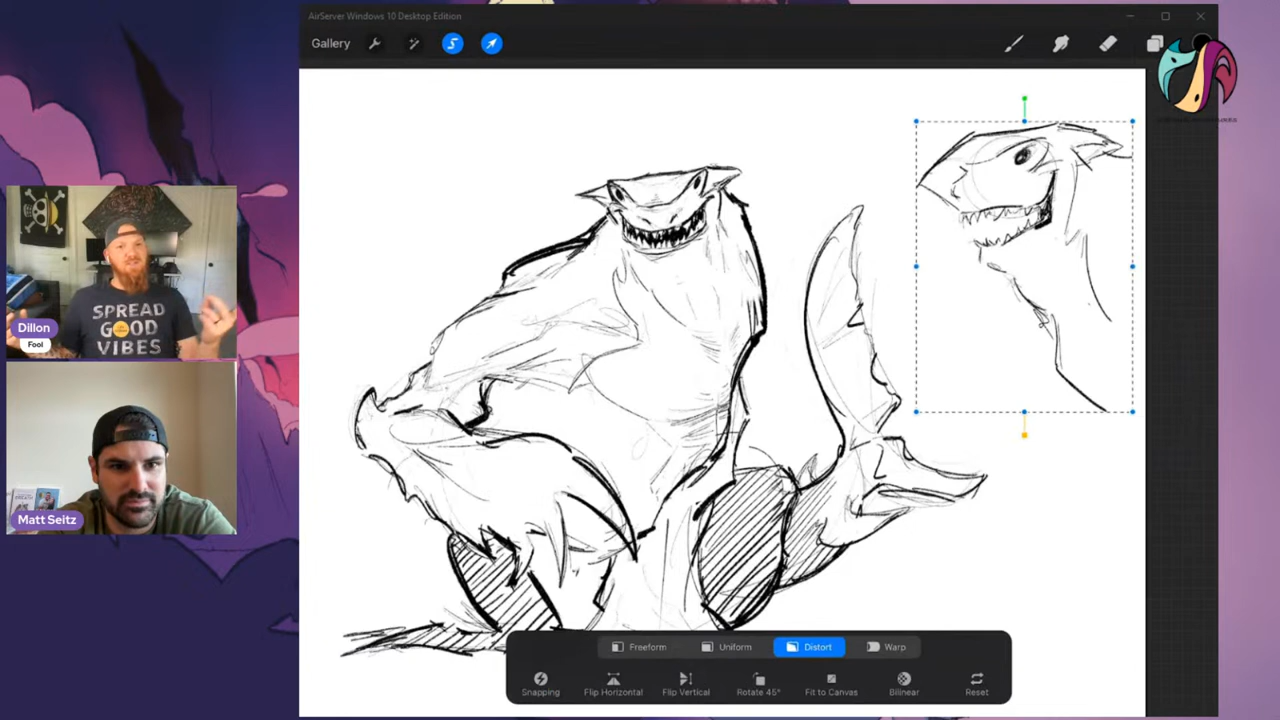 AirServer Windows 10 Desktop Edition
Gallery
SPREAD
GOOD
VIBES
Dillon
Fool
Matt Seitz
Freeform
Uniform
Distort
Warp
Snapping
Flip Horizontal
Flip Vertical
Rotate 45°
Fit to Canvas
Bilinear
Reset